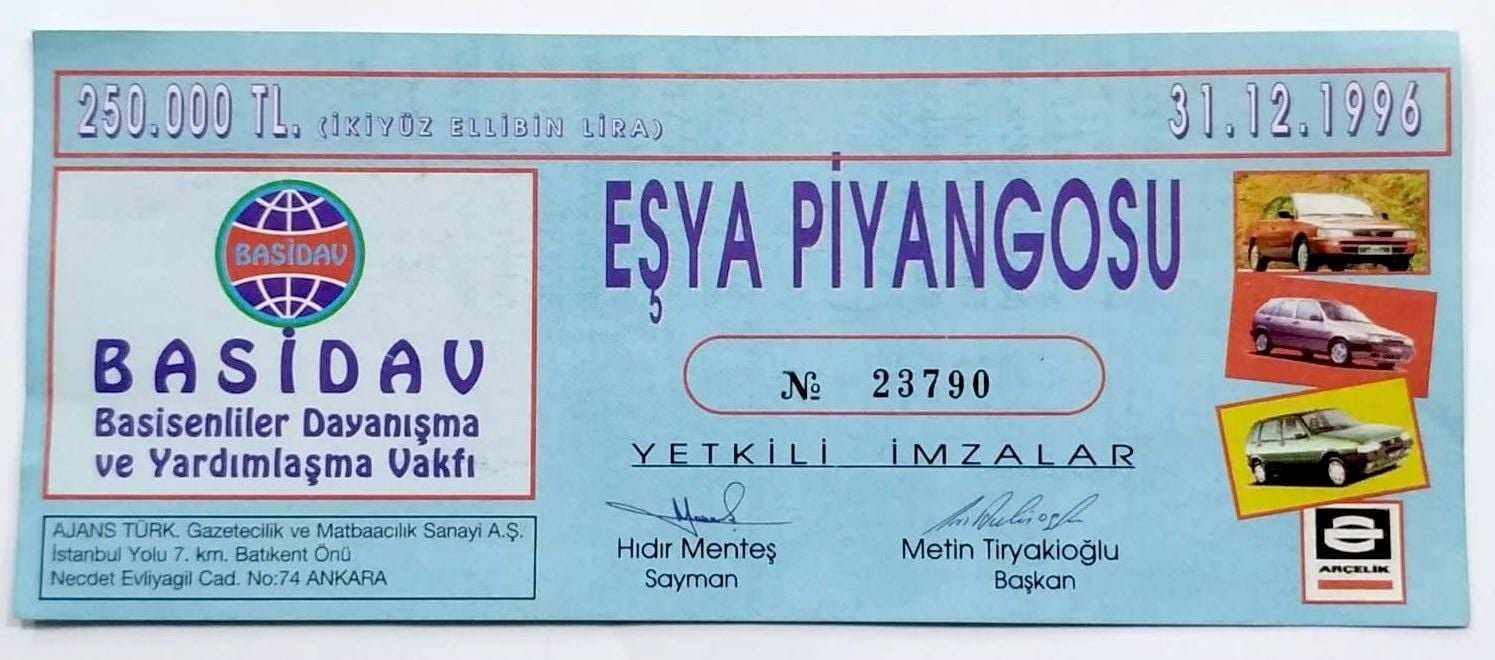 250.000 TL. (İKİYÜZ ELLİBİN LİRA)
31.12.1996
BASİDAV
BASİDAV
Basisenliler Dayanışma
ve Yardımlaşma Vakfı
AJANS TÜRK. Gazetecilik ve Matbaacılık Sanayi A.Ş.
İstanbul Yolu 7. km. Batıkent Önü
Necdet Evliyagil Cad. No:74 ANKARA
EŞYA PİYANGOSU
№ 23790
YETKİLİ İMZALAR
Hıdır Menteş
Sayman
Metin Tiryakioğlu
Başkan
ARÇELİK